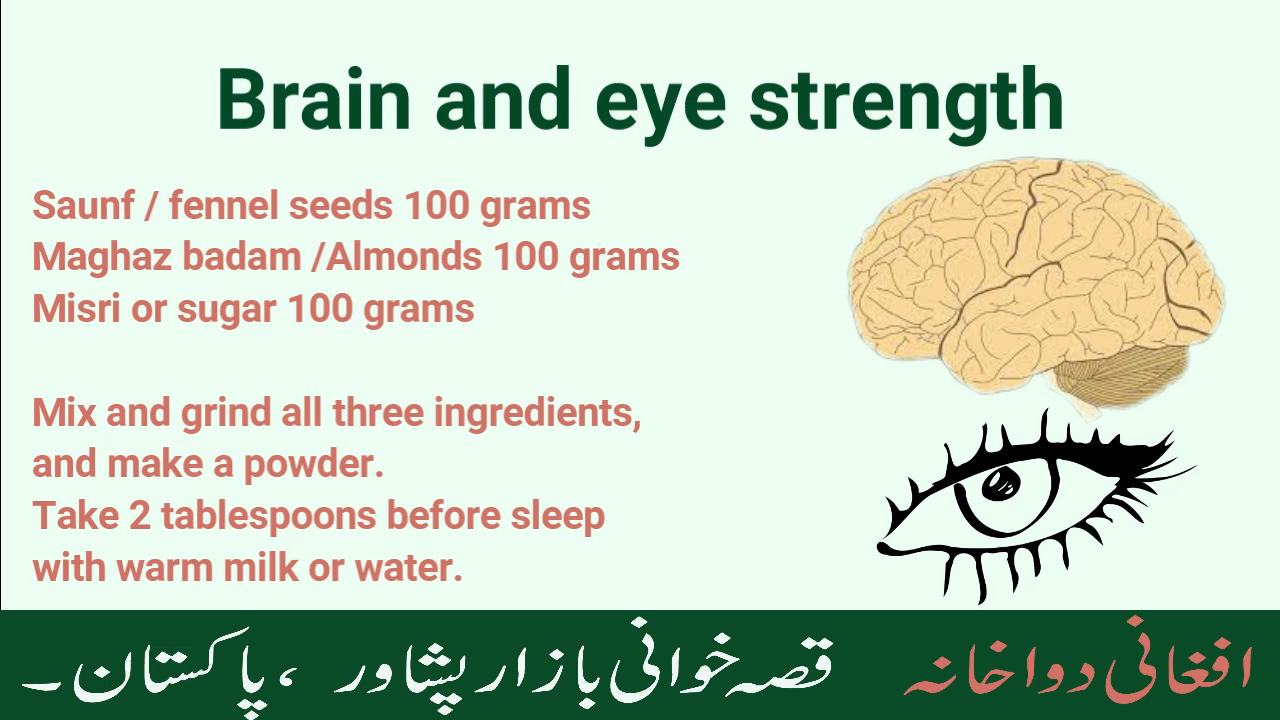 Brain and eye strength
Saunf / fennel seeds 100 grams
Maghaz badam /Almonds 100 grams
Misri or sugar 100 grams
Mix and grind all three ingredients,
and make a powder.
Take 2 tablespoons before sleep
with warm milk or water.
افغانی دواخانہ قصہ خوانی بازار پشاور ، پاکستان۔